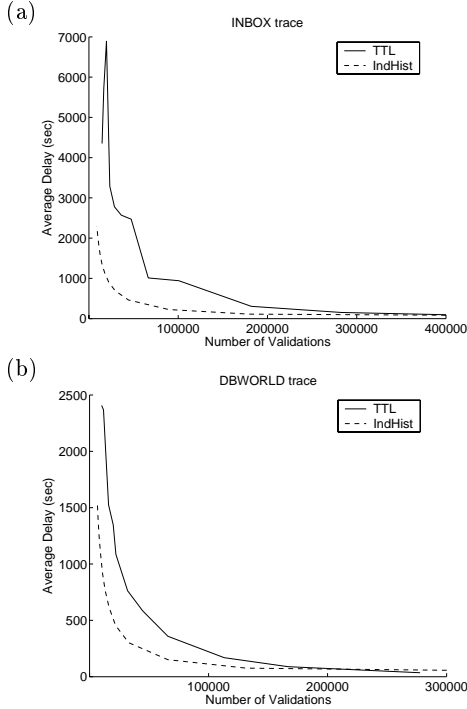 (a)
INBOX trace
7000
6000
5000
4000
3000
2000
1000
0
Average Delay (sec)
TTL
IndHist
100000 200000 300000 400000
Number of Validations
(b)
DBWORLD trace
2500
2000
1500
1000
500
0
Average Delay (sec)
TTL
IndHist
100000 200000 300000
Number of Validations